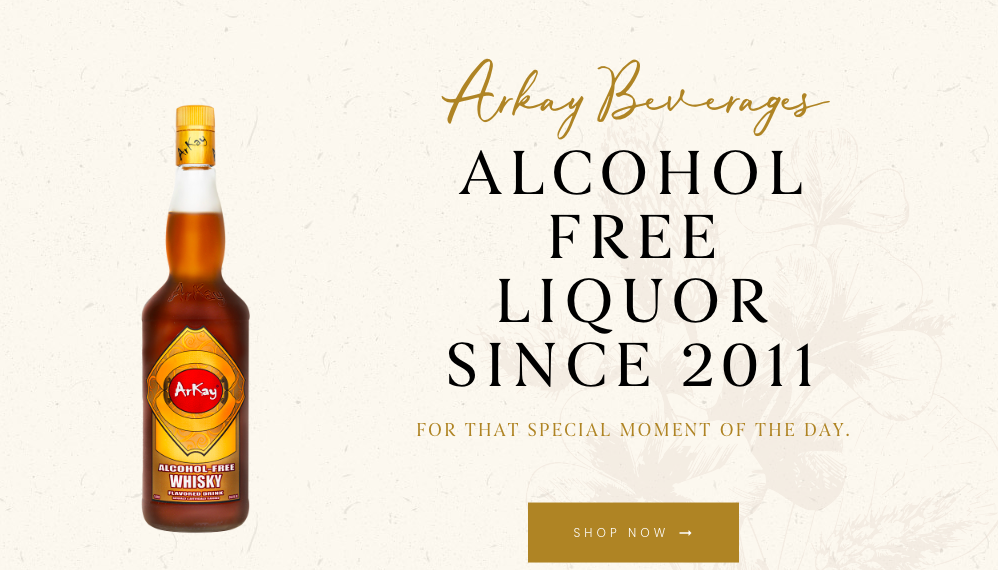 Arkay Beverages
ALCOHOL
FREE
LIQUOR
SINCE 2011
FOR THAT SPECIAL MOMENT OF THE DAY.
SHOP NOW →
ArKay
ArKay
ArKay
ALCOHOL-FREE
WHISKY
FLAVORED DRINK